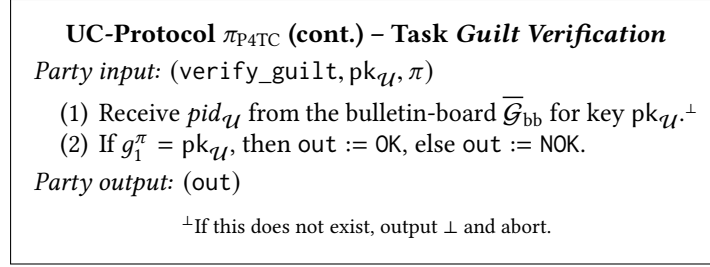 UC-Protocol π_P4TC (cont.) – Task Guilt Verification
Party input: (verify_guilt, pk_𝒰, π)
(1) Receive pid_𝒰 from the bulletin-board 𝒢̅_bb for key pk_𝒰.^⊥
(2) If g_1^π = pk_𝒰, then out := OK, else out := NOK.
Party output: (out)
^⊥If this does not exist, output ⊥ and abort.